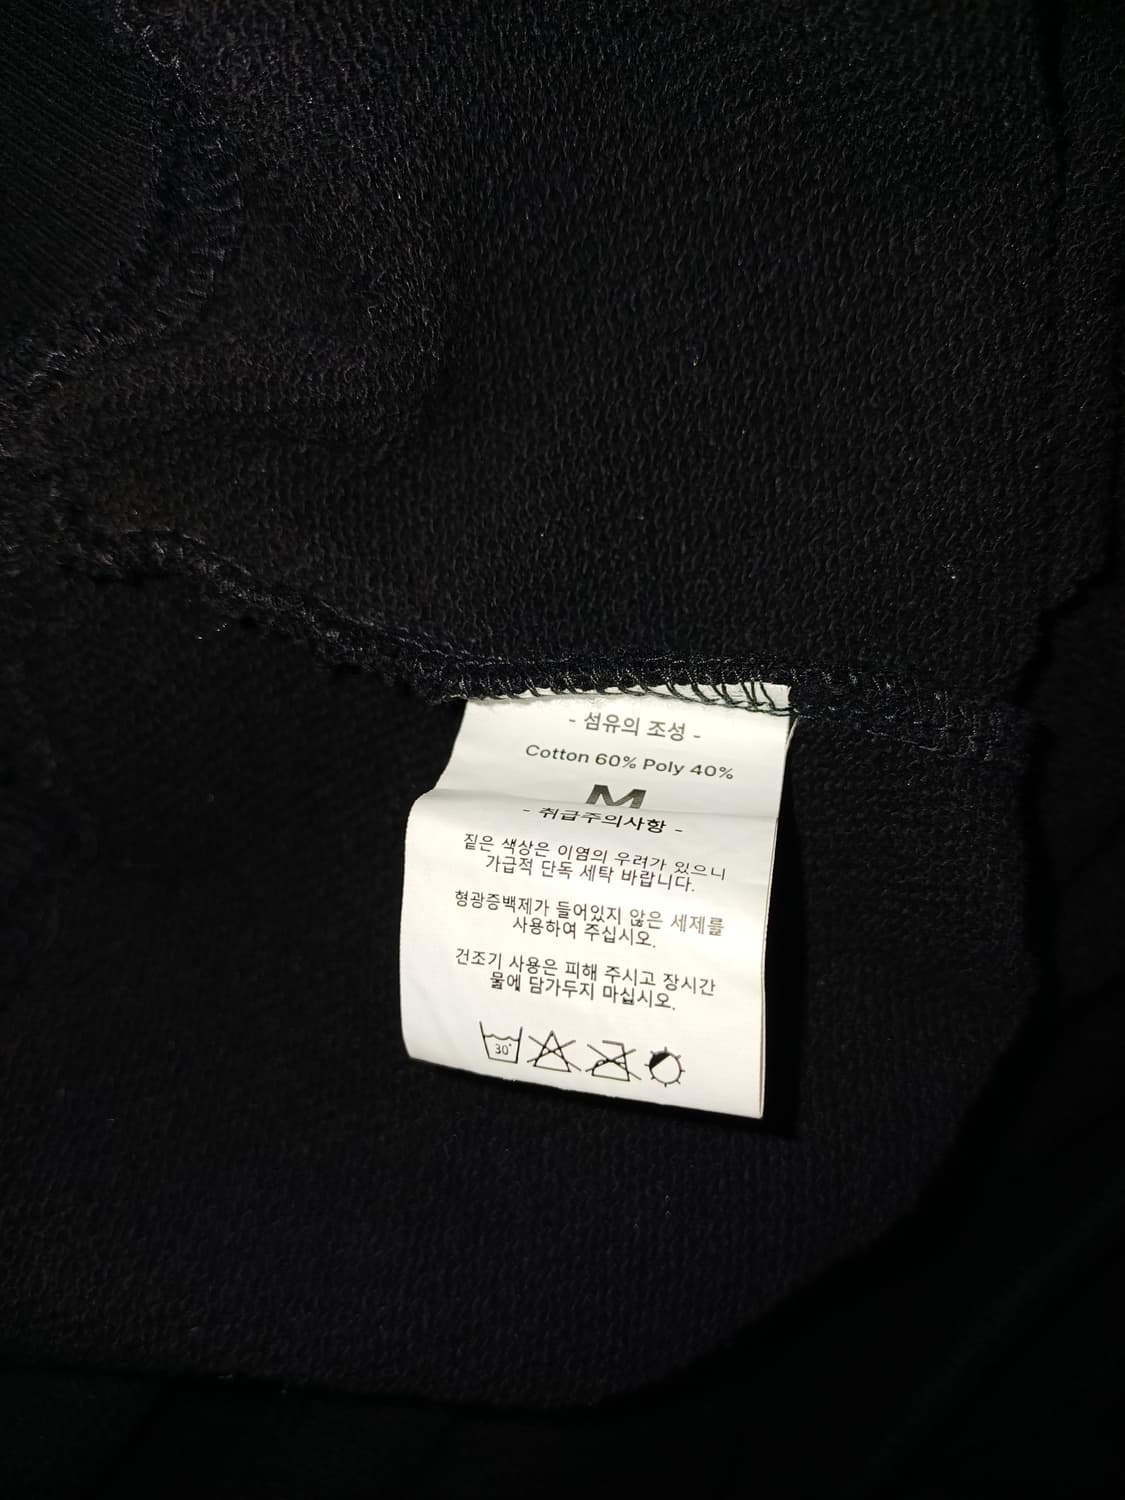 - 섬유의 조성 -
Cotton 60% Poly 40%
M
- 취급주의사항 -
짙은 색상은 이염의 우려가 있으니
가급적 단독 세탁 바랍니다.
형광증백제가 들어있지 않은 세제를
사용하여 주십시오.
건조기 사용은 피해 주시고 장시간
물에 담가두지 마십시오.
30°